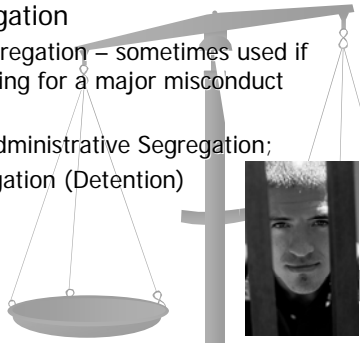 gation
regation – sometimes used if
ing for a major misconduct
dministrative Segregation;
gation (Detention)